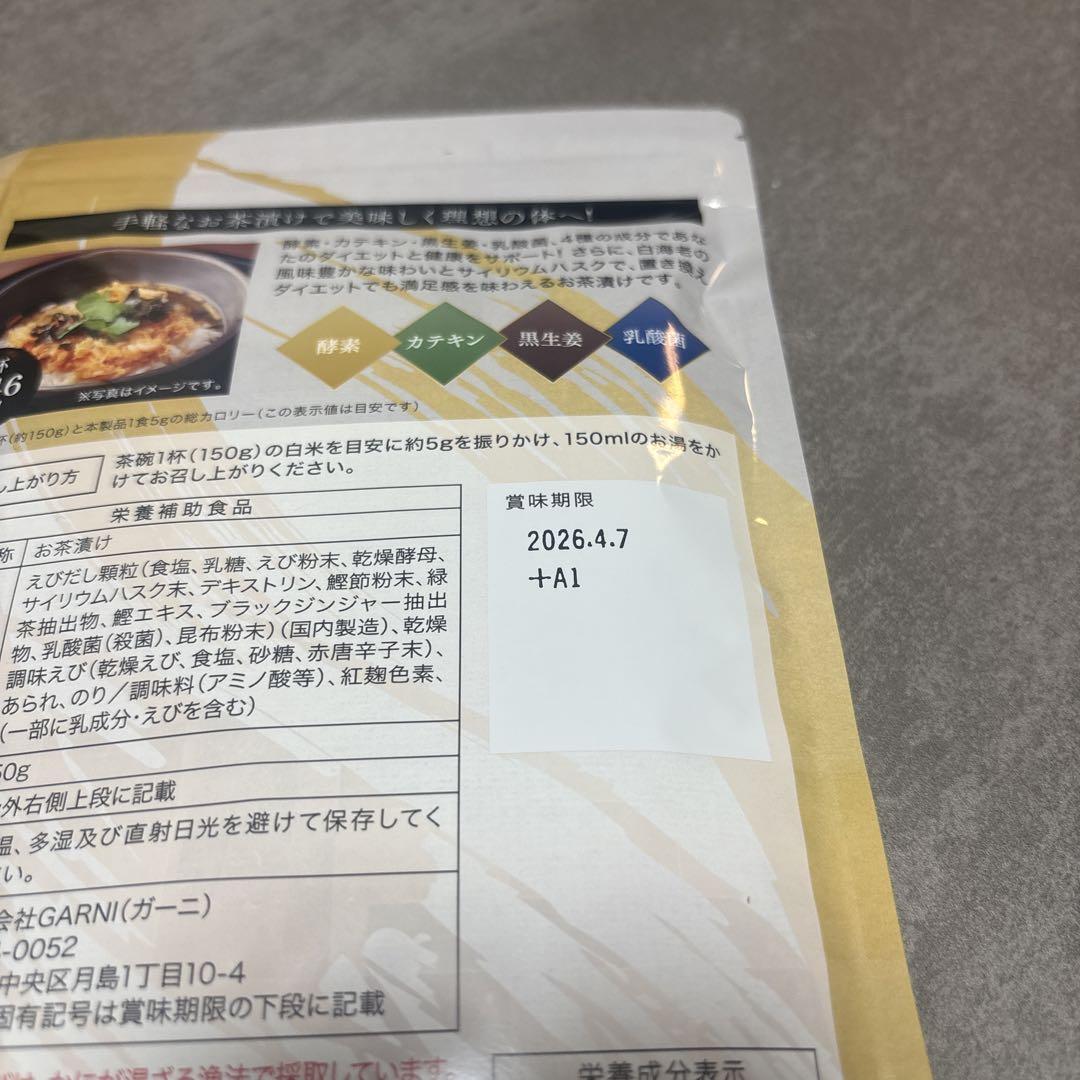 手軽なお茶漬けで美味しく理想の体へ!
酵素・カテキン・黒生姜・乳酸菌、4種の成分であな
たのダイエットと健康をサポート! さらに、白海老の
風味豊かな味わいとサイリウムハスクで、置き換え
ダイエットでも満足感を味わえるお茶漬けです。
酵素
カテキン
黒生姜
乳酸菌
※写真はイメージです。
杯(約150g)と本製品1食5gの総カロリー(この表示値は目安です)
し上がり方
茶碗1杯(150g)の白米を目安に約5gを振りかけ、150mlのお湯をか
けてお召し上がりください。
栄養補助食品
称 お茶漬け
えびだし顆粒(食塩、乳糖、えび粉末、乾燥酵母、
サイリウムハスク末、デキストリン、鰹節粉末、緑
茶抽出物、鰹エキス、ブラックジンジャー抽出
物、乳酸菌(殺菌)、昆布粉末)(国内製造)、乾燥
調味えび(乾燥えび、食塩、砂糖、赤唐辛子末)、
あられ、のり/調味料(アミノ酸等)、紅麹色素、
(一部に乳成分・えびを含む)
50g
外右側上段に記載
温、多湿及び直射日光を避けて保存してく
い。
会社GARNI(ガーニ)
-0052
中央区月島1丁目10-4
固有記号は賞味期限の下段に記載
賞味期限
2026.4.7
+A1
かにが混ざる漁法で採取しています。
栄養成分表示